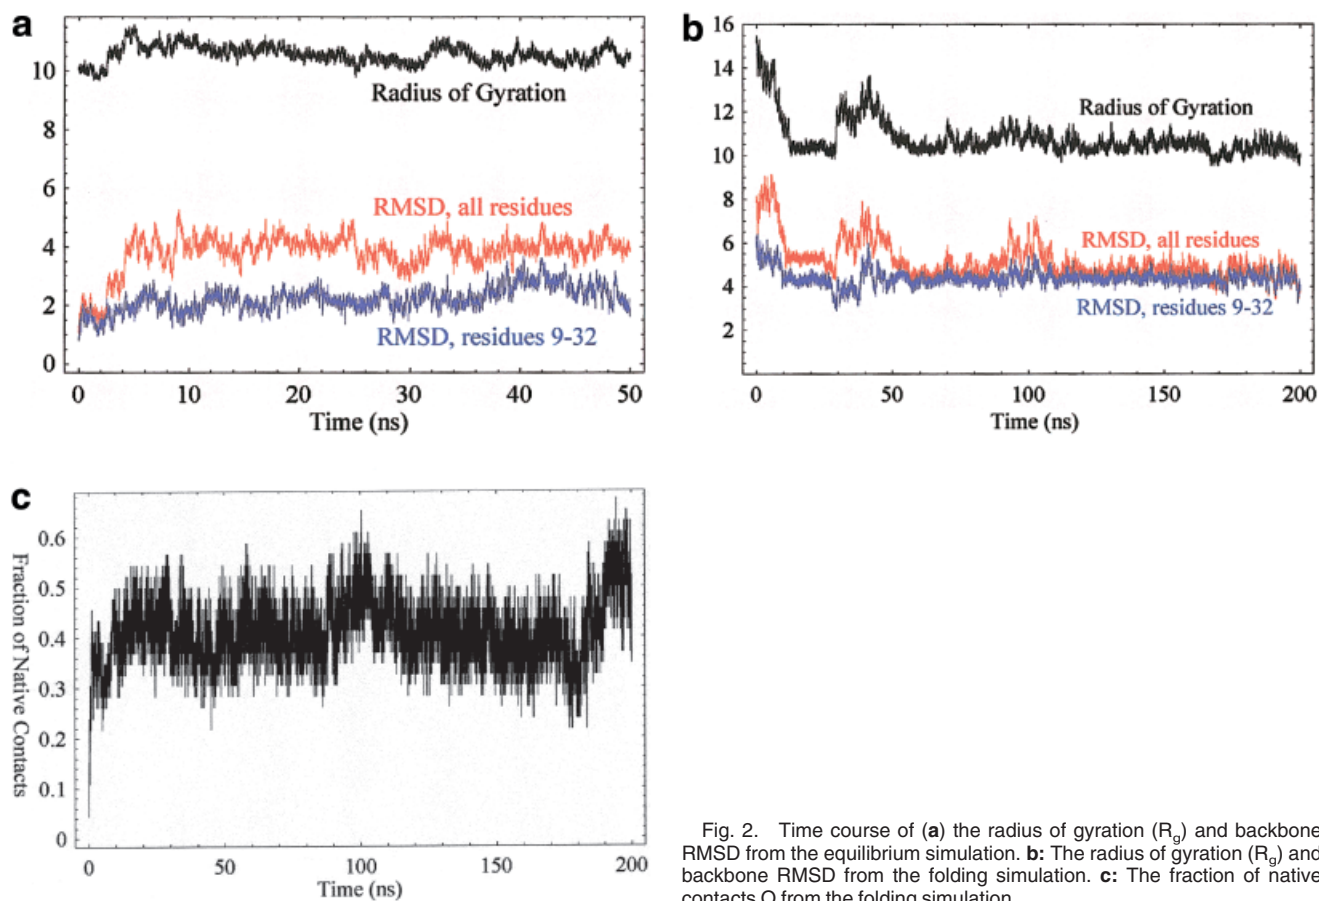 a
10
8
6
4
2
0
Radius of Gyration
RMSD, all residues
RMSD, residues 9-32
0 10 20 30 40 50
Time (ns)
b
16
14
12
10
8
6
4
2
Radius of Gyration
RMSD, all residues
RMSD, residues 9-32
0 50 100 150 200
Time (ns)
c
Fraction of Native Contacts
0.6
0.5
0.4
0.3
0.2
0.1
0
0 50 100 150 200
Time (ns)
Fig. 2. Time course of (a) the radius of gyration (Rg) and backbone
RMSD from the equilibrium simulation. b: The radius of gyration (Rg) and
backbone RMSD from the folding simulation. c: The fraction of native
contacts Q from the folding simulation.